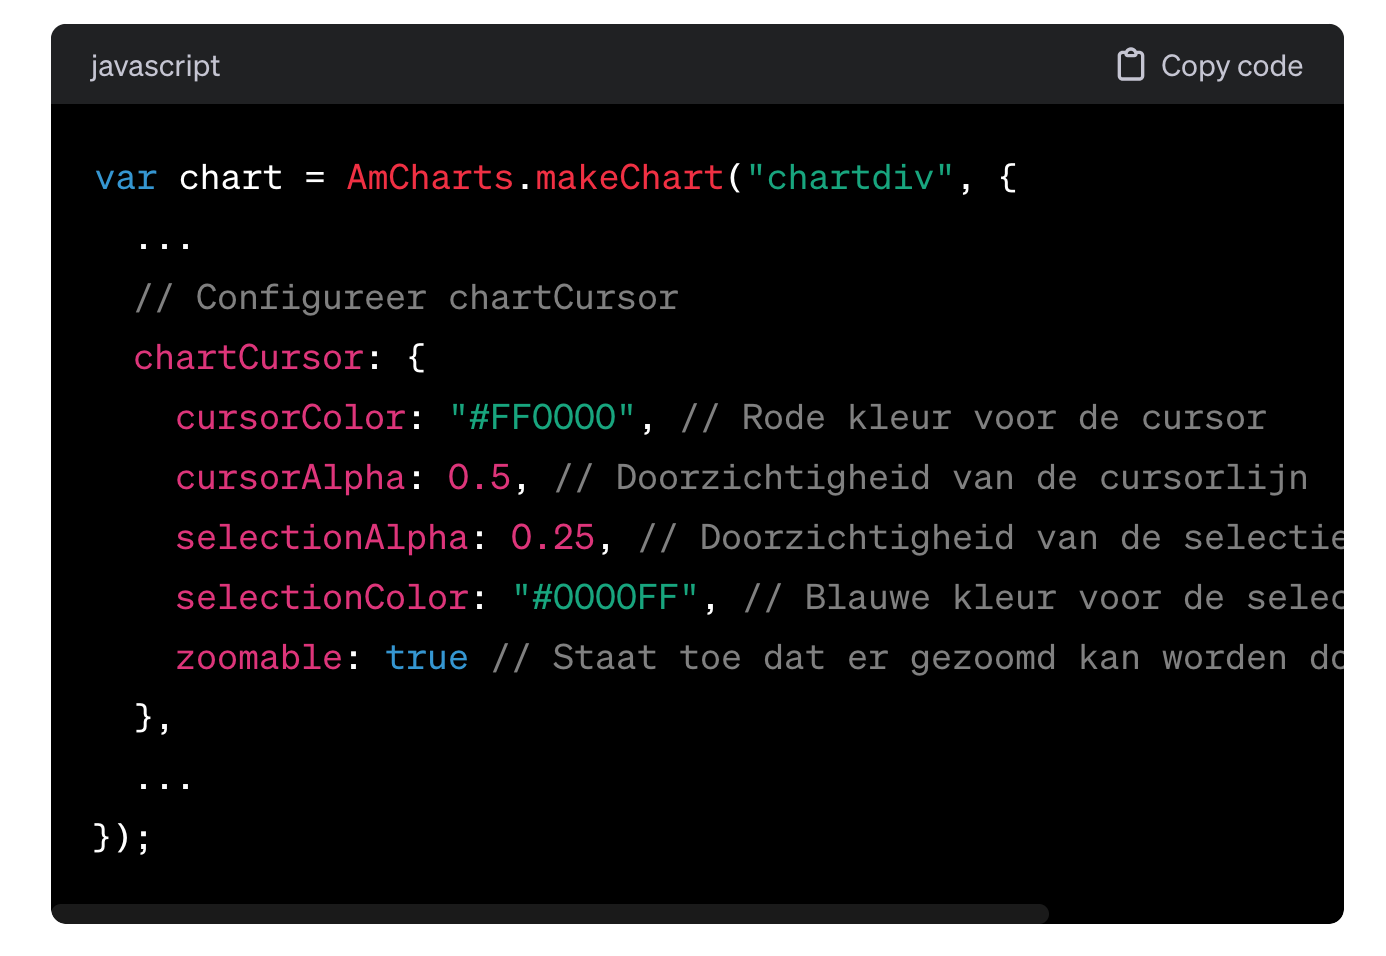 javascript
Copy code
var chart = AmCharts.makeChart("chartdiv", {
...
// Configureer chartCursor
chartCursor: {
cursorColor: "#FF0000", // Rode kleur voor de cursor
cursorAlpha: 0.5, // Doorzichtigheid van de cursorlijn
selectionAlpha: 0.25, // Doorzichtigheid van de selectie
selectionColor: "#0000FF", // Blauwe kleur voor de selec
zoomable: true // Staat toe dat er gezoomd kan worden do
},
...
});